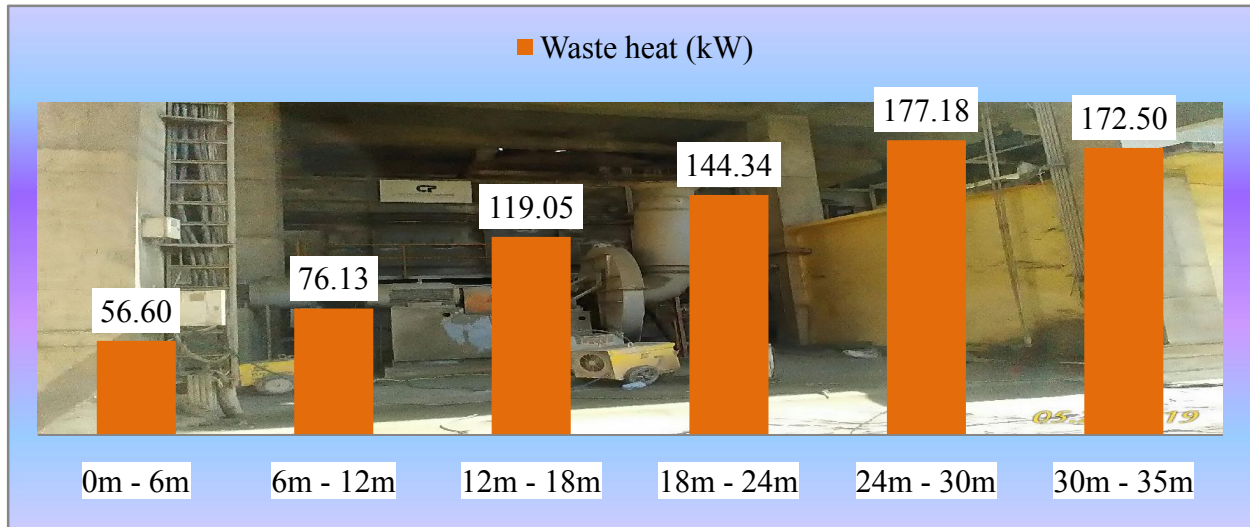 Waste heat (kW)
56.60
76.13
119.05
144.34
177.18
172.50
CP
0m - 6m
6m - 12m
12m - 18m
18m - 24m
24m - 30m
30m - 35m